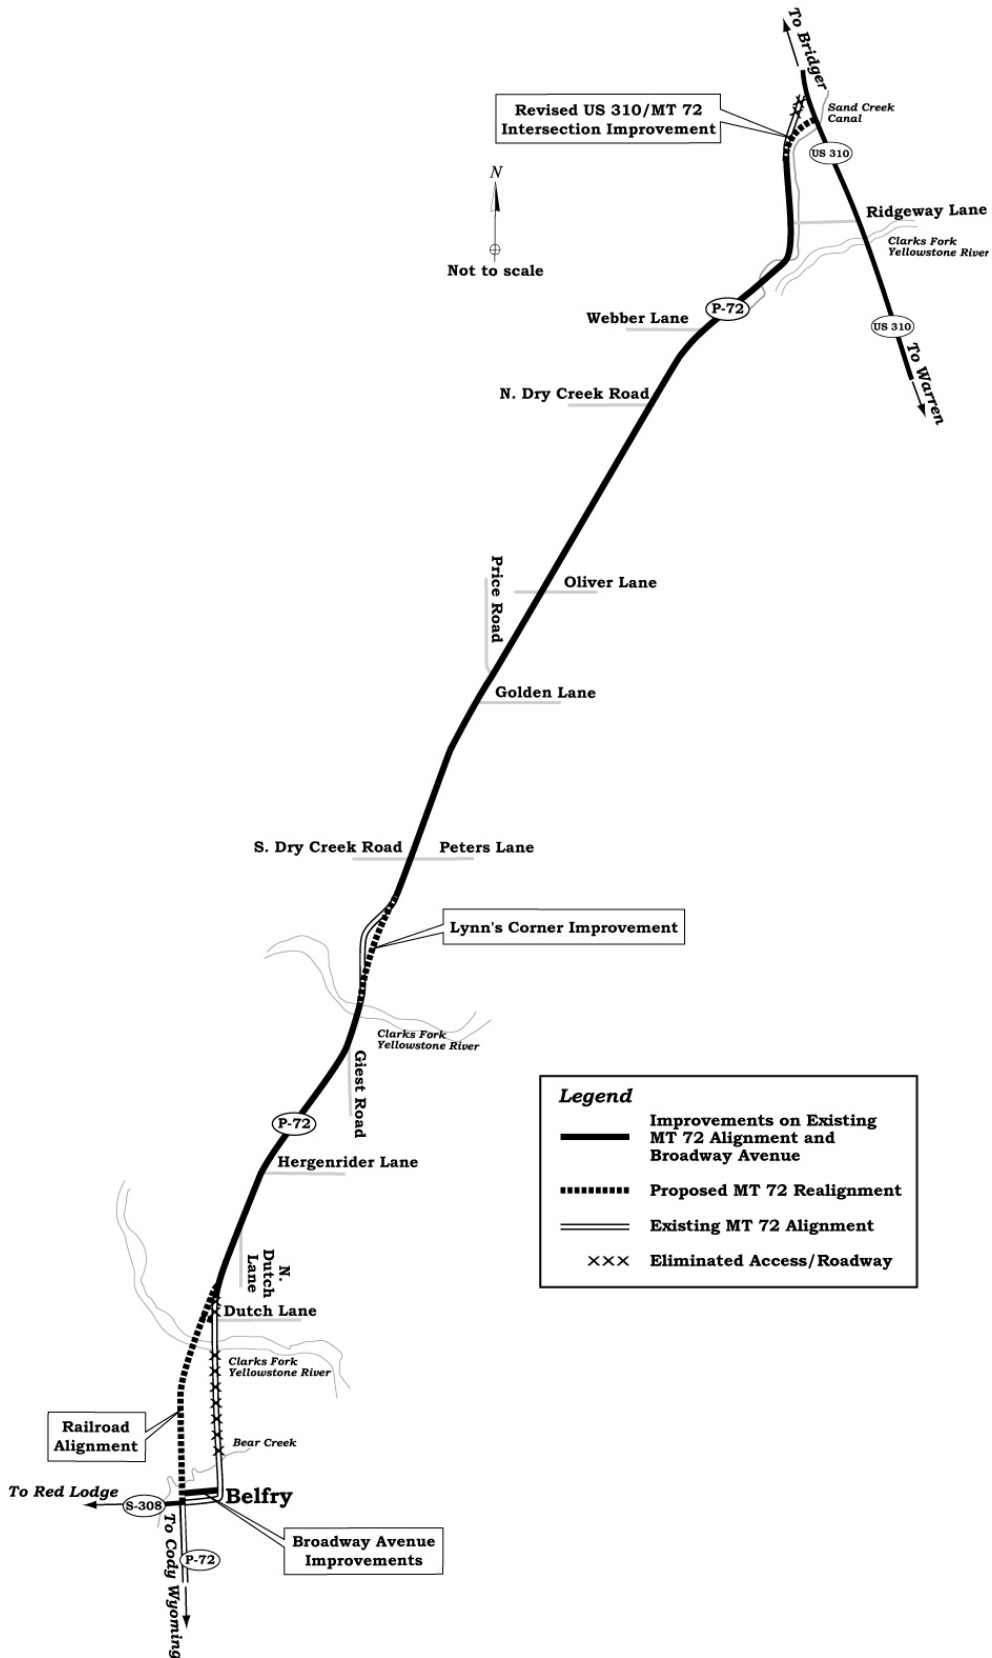 To Bridger
Revised US 310/MT 72
Intersection Improvement
Sand Creek
Canal
US 310
N
Not to scale
Ridgeway Lane
Clarks Fork
Yellowstone River
P-72
Webber Lane
US 310
To Warren
N. Dry Creek Road
Price Road
Oliver Lane
Golden Lane
S. Dry Creek Road
Peters Lane
Lynn's Corner Improvement
Clarks Fork
Yellowstone River
Giest Road
P-72
Hergenrider Lane
N.
Dutch
Lane
Dutch Lane
Clarks Fork
Yellowstone River
Railroad
Alignment
Bear Creek
To Red Lodge
S-308
Belfry
Broadway Avenue
Improvements
P-72
To Cody Wyoming
Legend
Improvements on Existing
MT 72 Alignment and
Broadway Avenue
Proposed MT 72 Realignment
Existing MT 72 Alignment
XXX Eliminated Access/Roadway